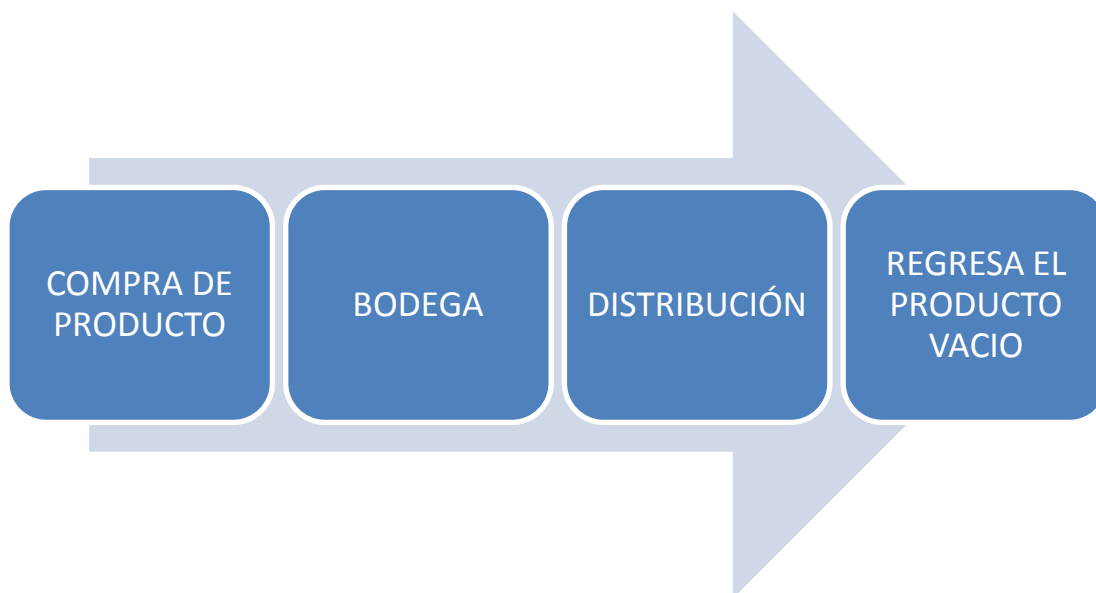 COMPRA DE
PRODUCTO
BODEGA
DISTRIBUCIÓN
REGRESA EL
PRODUCTO
VACIO